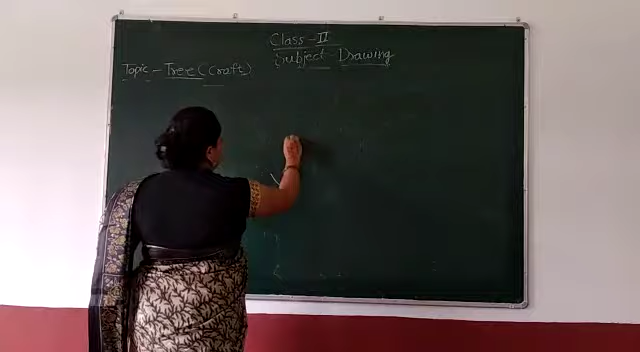 Class - II
Subject - Drawing
Topic - Tree (Craft)